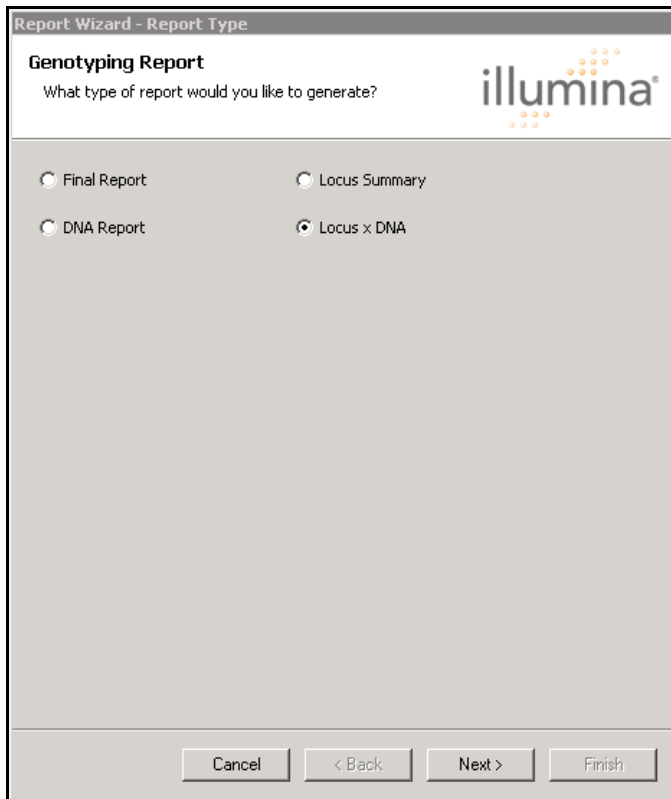 Report Wizard - Report Type
Genotyping Report
What type of report would you like to generate?
illumina®
Final Report
Locus Summary
DNA Report
Locus x DNA
Cancel
< Back
Next >
Finish